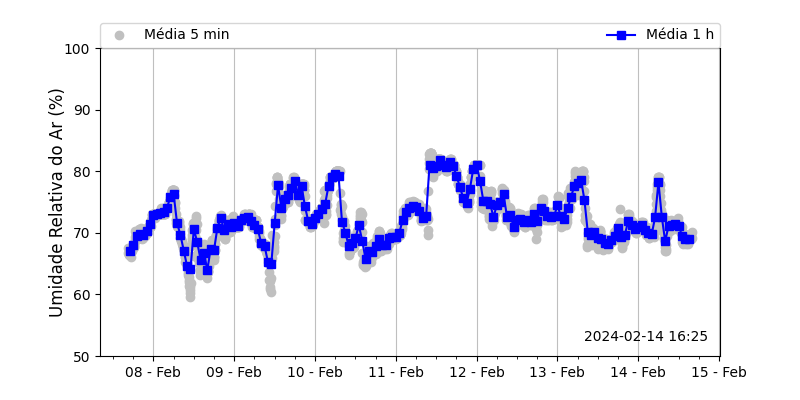 Média 5 min
Média 1 h
Umidade Relativa do Ar (%)
100
90
80
70
60
50
2024-02-14 16:25
08 - Feb
09 - Feb
10 - Feb
11 - Feb
12 - Feb
13 - Feb
14 - Feb
15 - Feb